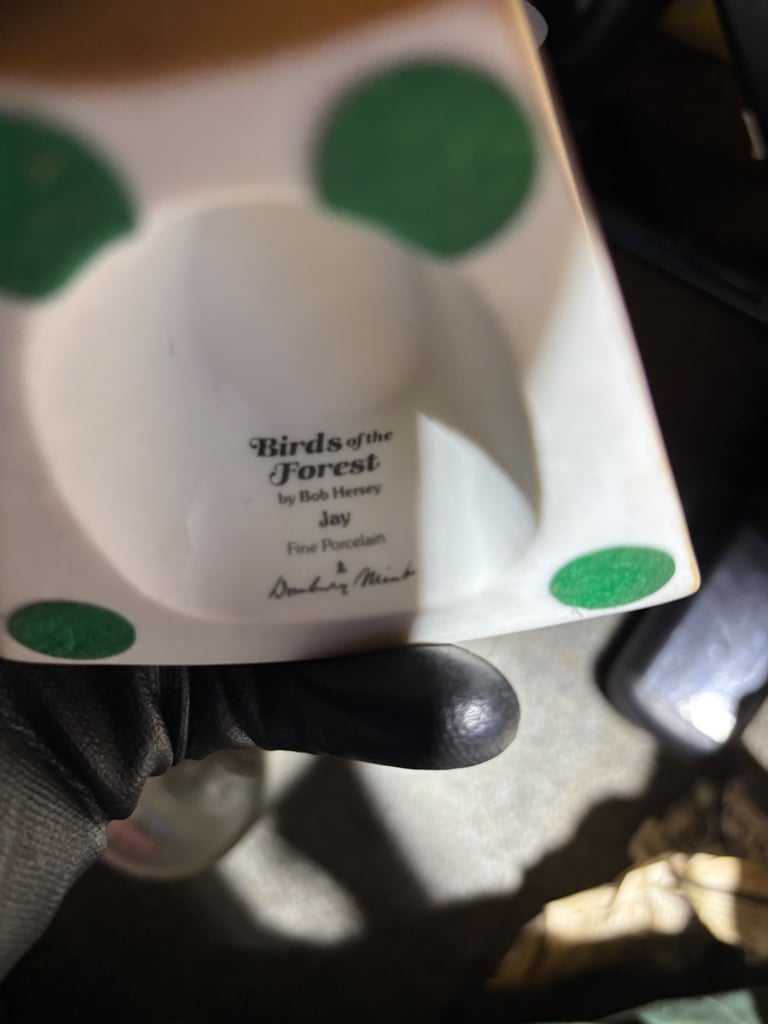 Birds of the
Forest
by Bob Hersey
Jay
Fine Porcelain
&
Danbury Mint